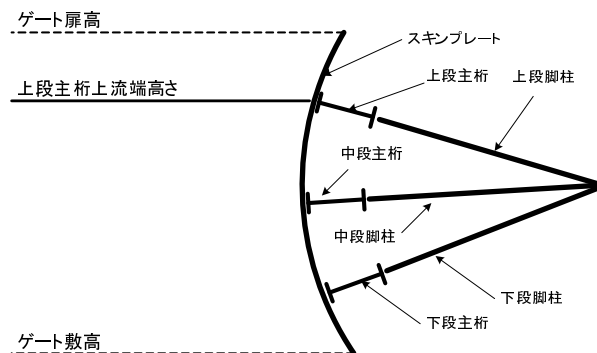 ゲート扉高
スキンプレート
上段主桁
上段脚柱
上段主桁上流端高さ
中段主桁
中段脚柱
下段脚柱
下段主桁
ゲート敷高